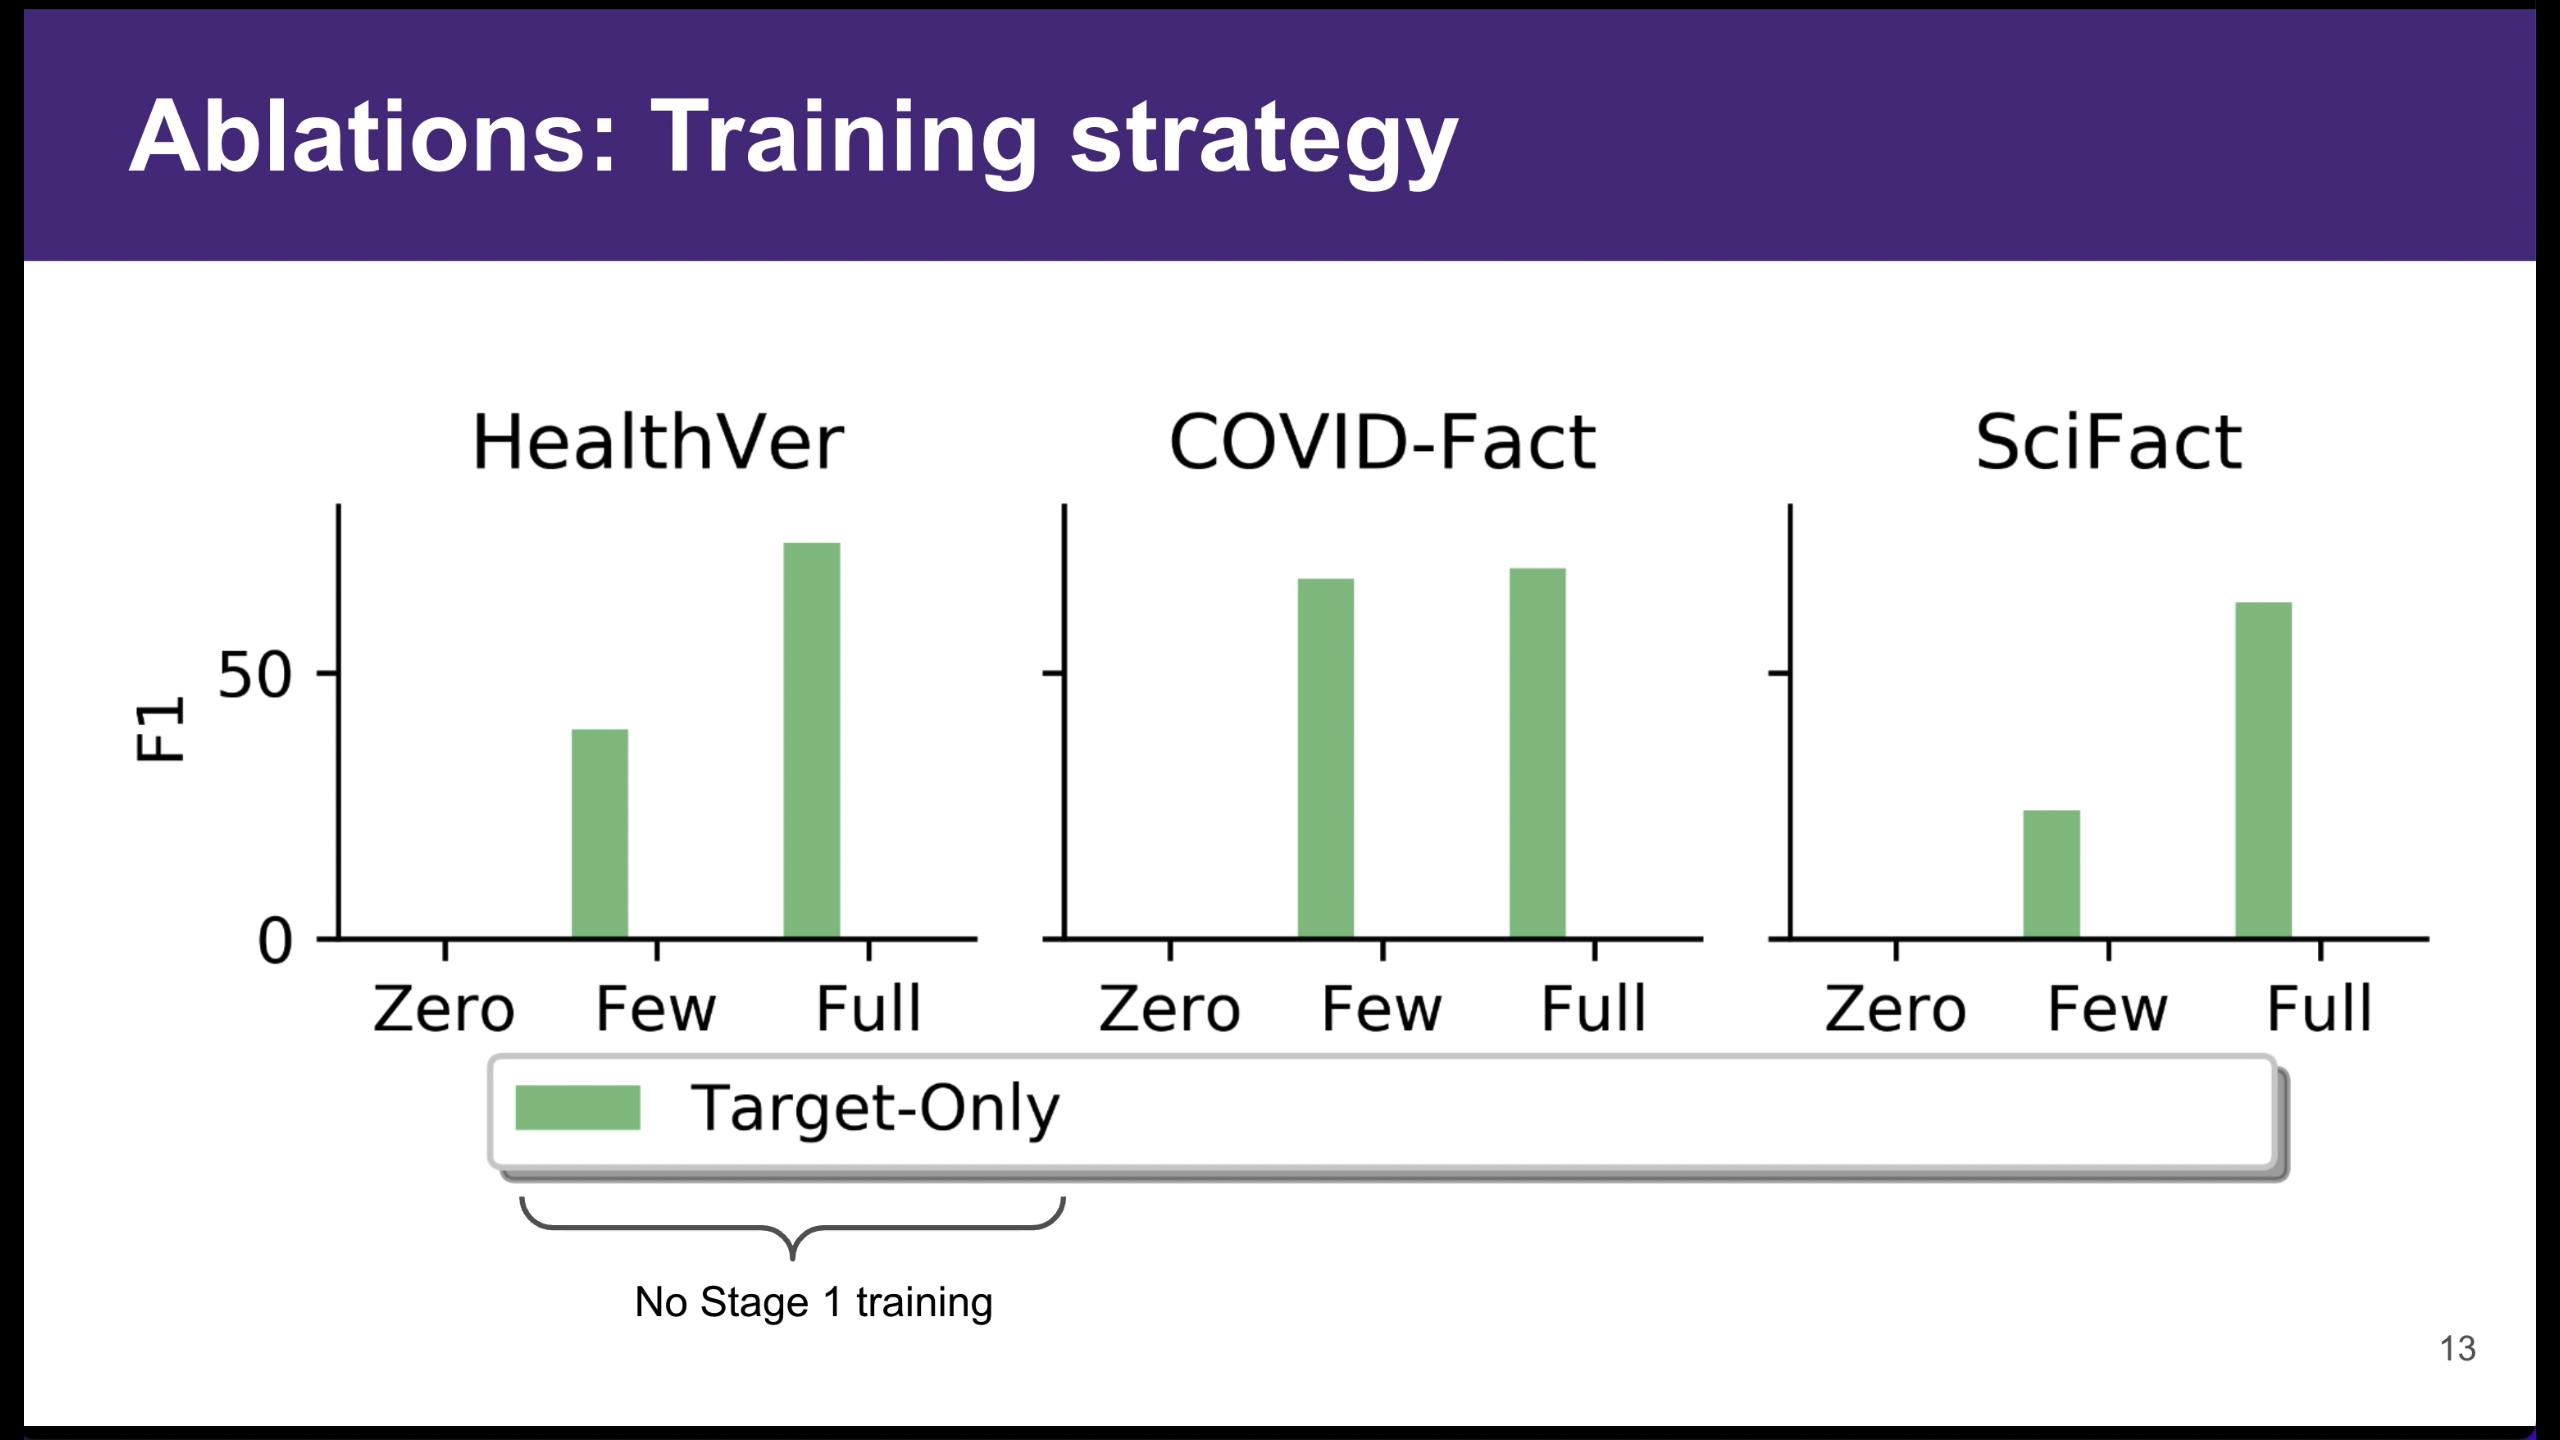 Ablations: Training strategy
HealthVer COVID-Fact SciFact
F1
50
0
Zero Few Full Zero Few Full Zero Few Full
Target-Only
No Stage 1 training
13